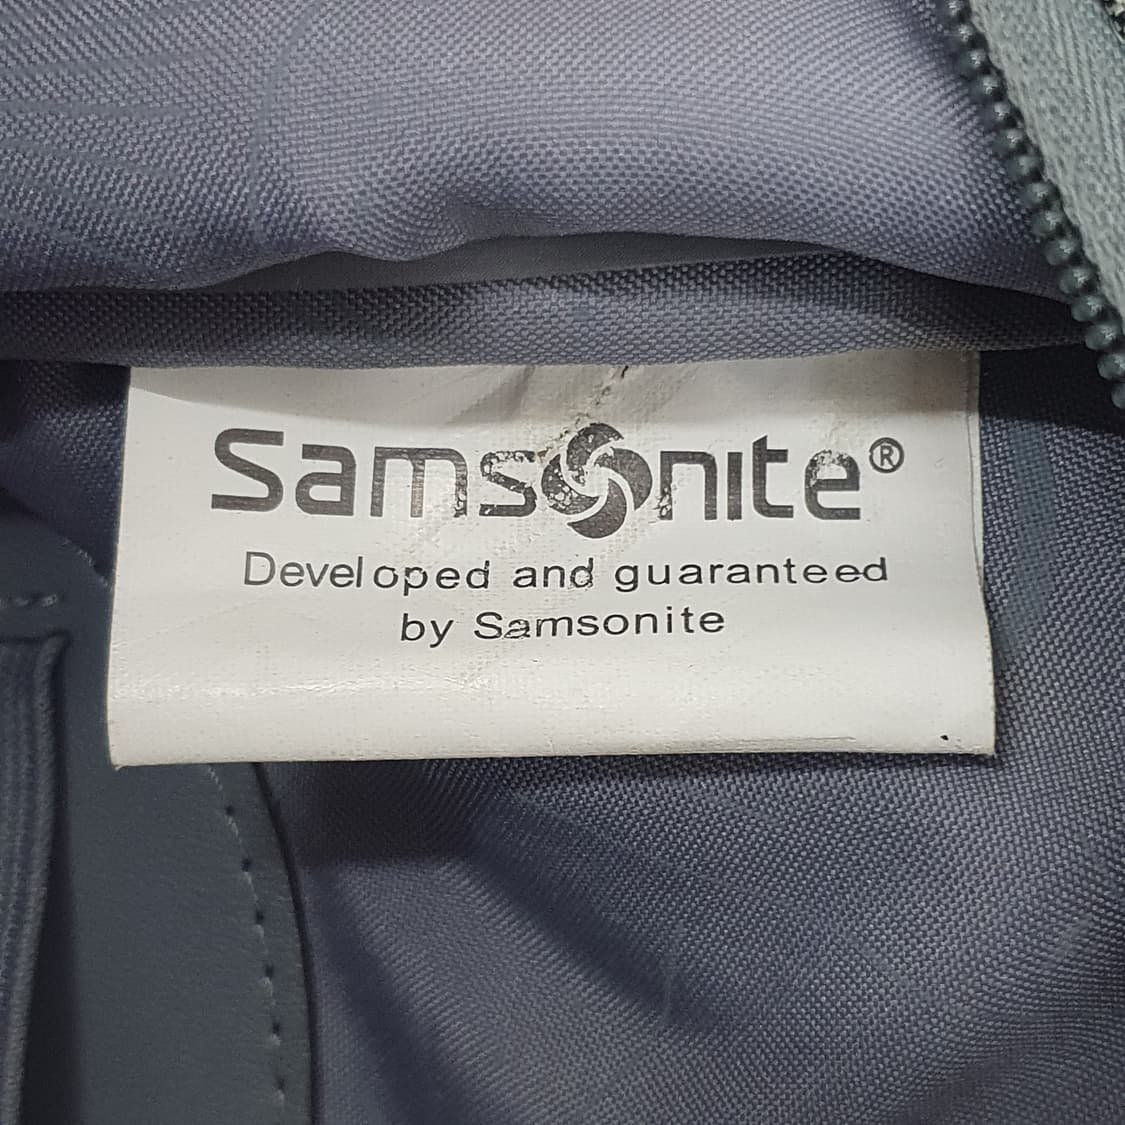 Samsonite®
Developed and guaranteed
by Samsonite